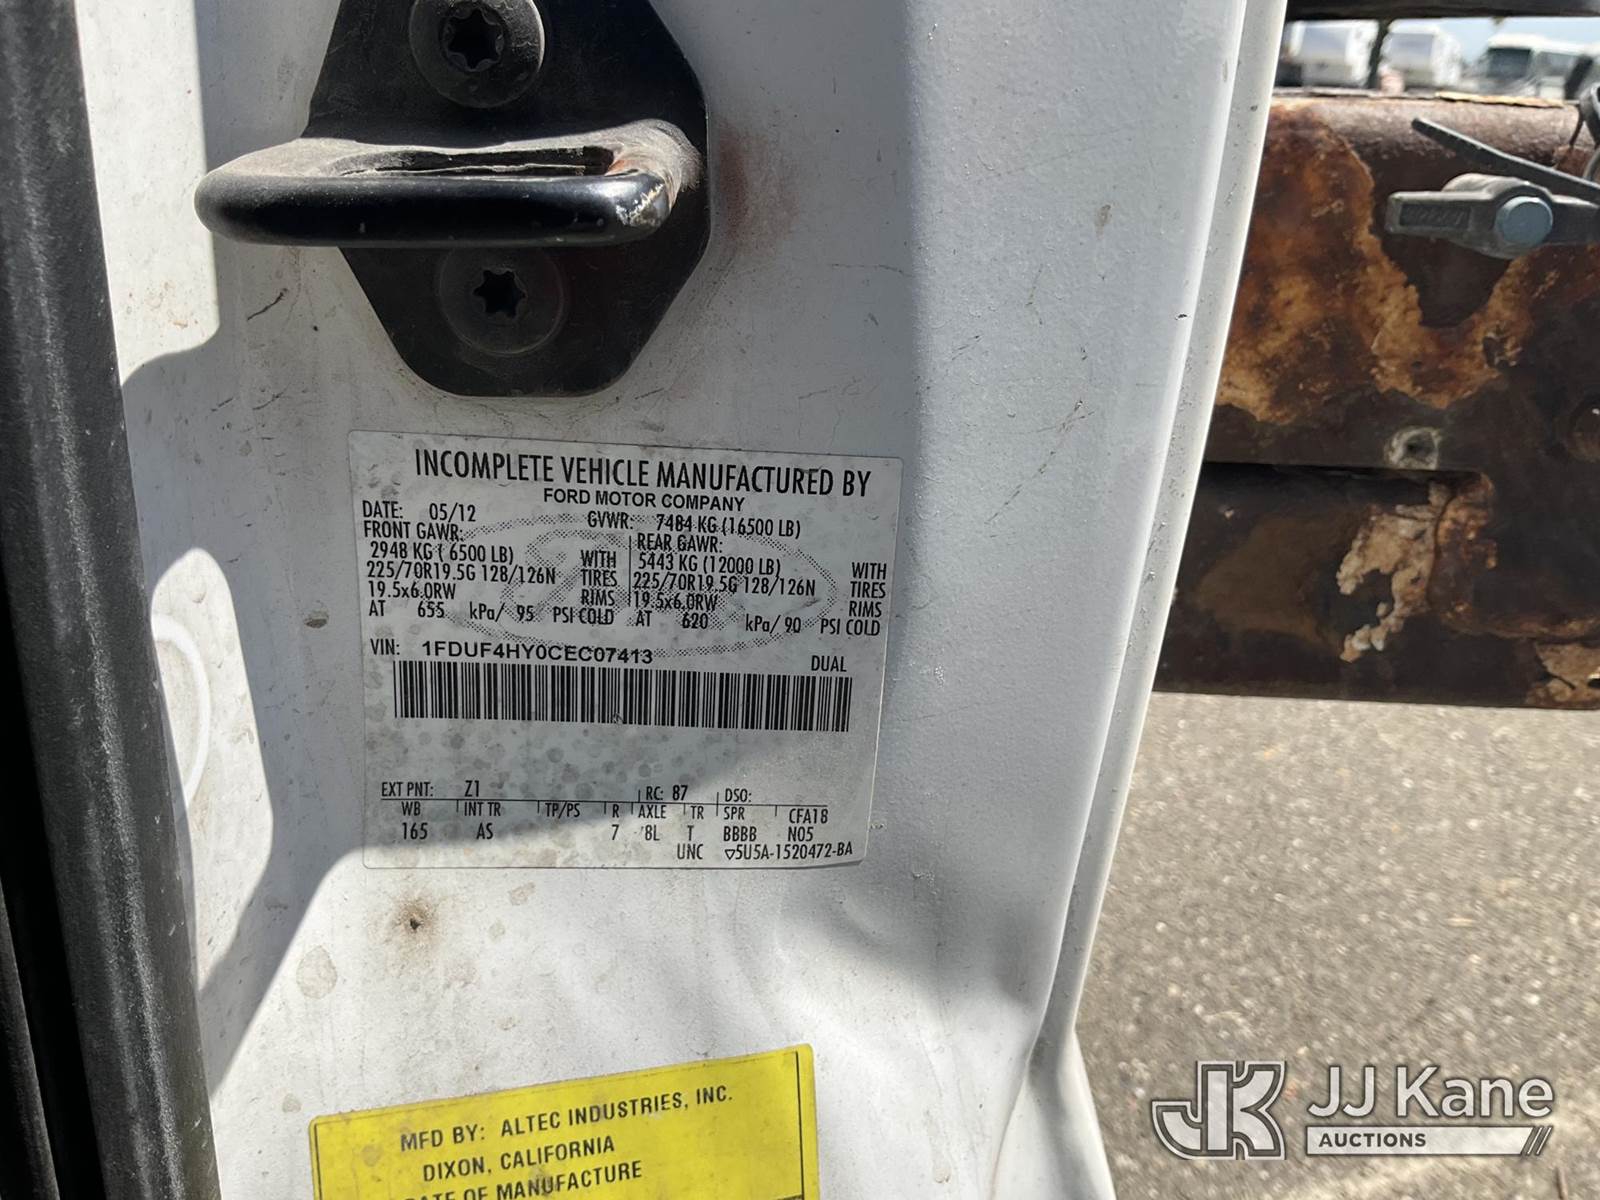 INCOMPLETE VEHICLE MANUFACTURED BY
FORD MOTOR COMPANY
DATE: 05/12 GVWR: 7484 KG (16500 LB)
FRONT GAWR: REAR GAWR:
2948 KG ( 6500 LB) WITH 5443 KG (12000 LB) WITH
225/70R19.5G 128/126N TIRES 225/70R19.5G 128/126N TIRES
19.5x6.0RW RIMS 19.5x6.0RW RIMS
AT 655 kPa/ 95 PSI COLD AT 620 kPa/ 90 PSI COLD
VIN: 1FDUF4HY0CEC07413 DUAL
EXT PNT: Z1 RC: 87 DSO:
WB INT TR TP/PS R AXLE TR SPR CFA18
165 AS 7 8L T BBBB N05
UNC ▽5U5A-1520472-BA
MFD BY: ALTEC INDUSTRIES, INC.
DIXON, CALIFORNIA
DATE OF MANUFACTURE
JK JJ Kane
AUCTIONS